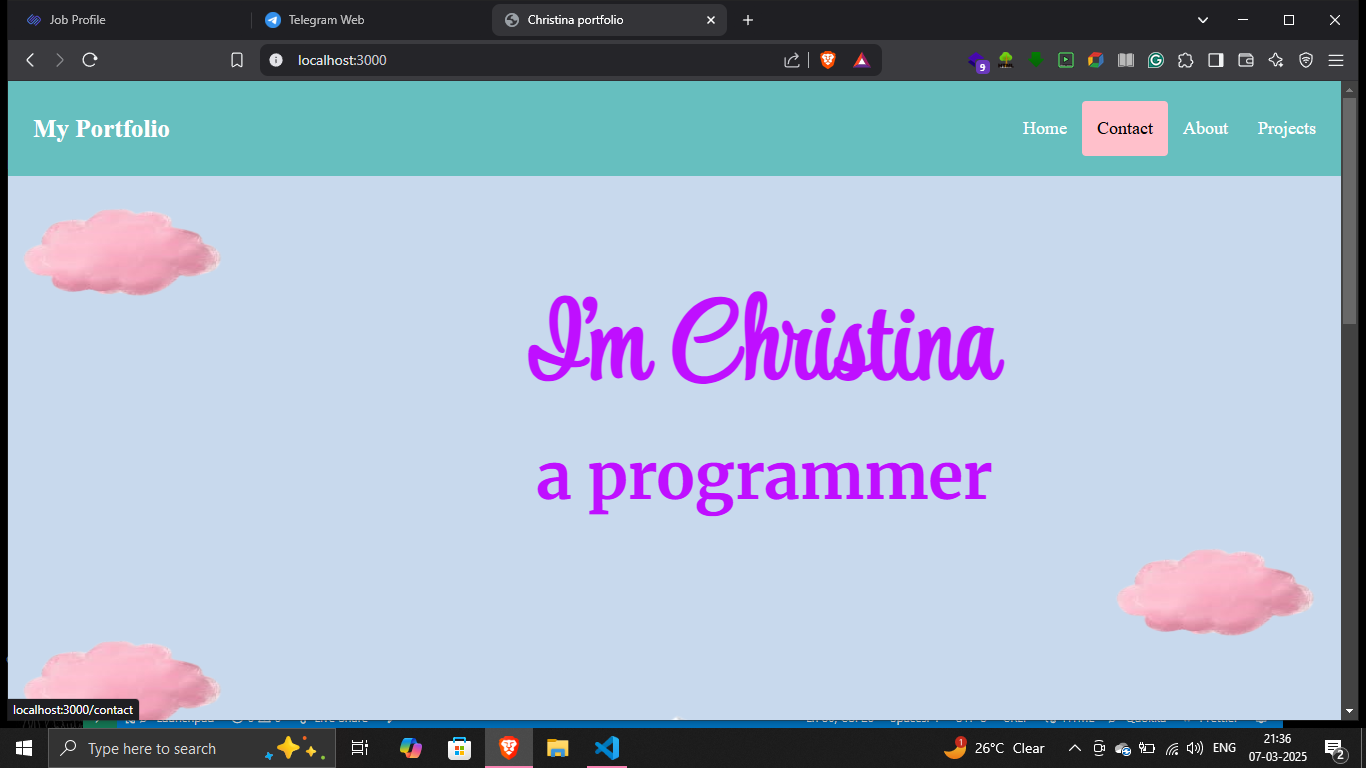 Job Profile
Telegram Web
Christina portfolio
localhost:3000
9
My Portfolio
Home
Contact
About
Projects
I'm Christina
a programmer
localhost:3000/contact
Type here to search
1
26°C Clear
ENG
21:36
07-03-2025
2